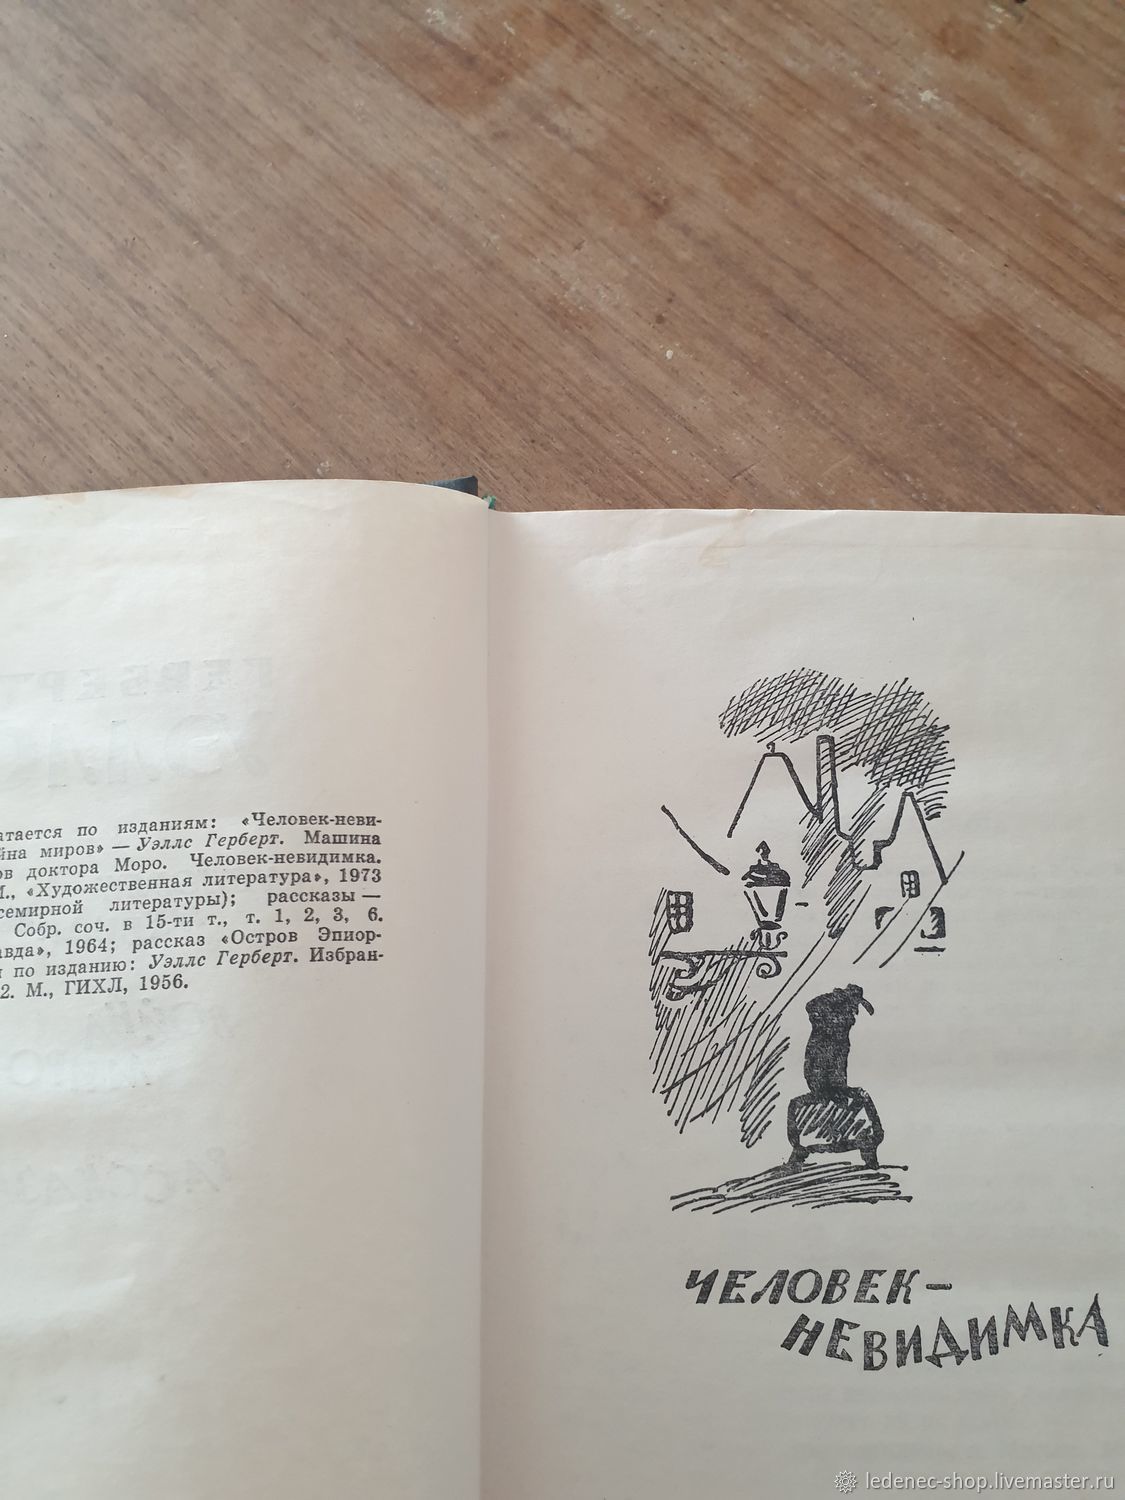 атается по изданиям: «Человек-неви-
йна миров» — Уэллс Герберт. Машина
ов доктора Моро. Человек-невидимка.
М., «Художественная литература», 1973
семирной литературы); рассказы —
Собр. соч. в 15-ти т., т. 1, 2, 3, 6.
авда», 1964; рассказ «Остров Эпиор-
по изданию: Уэллс Герберт. Избран-
2. М., ГИХЛ, 1956.
ЧЕЛОВЕК—
НЕВИДИМКА
ledenec-shop.livemaster.ru